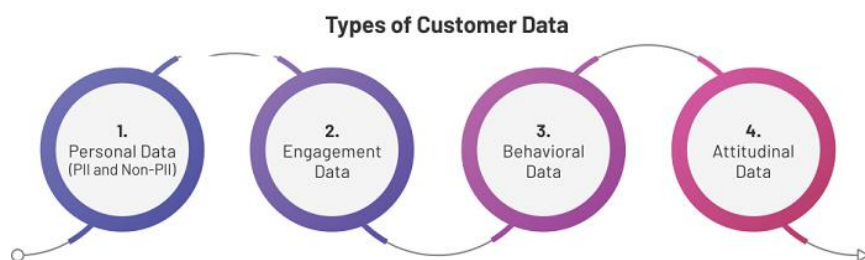 Types of Customer Data
1.
Personal Data
(PII and Non-PII)
2.
Engagement
Data
3.
Behavioral
Data
4.
Attitudinal
Data